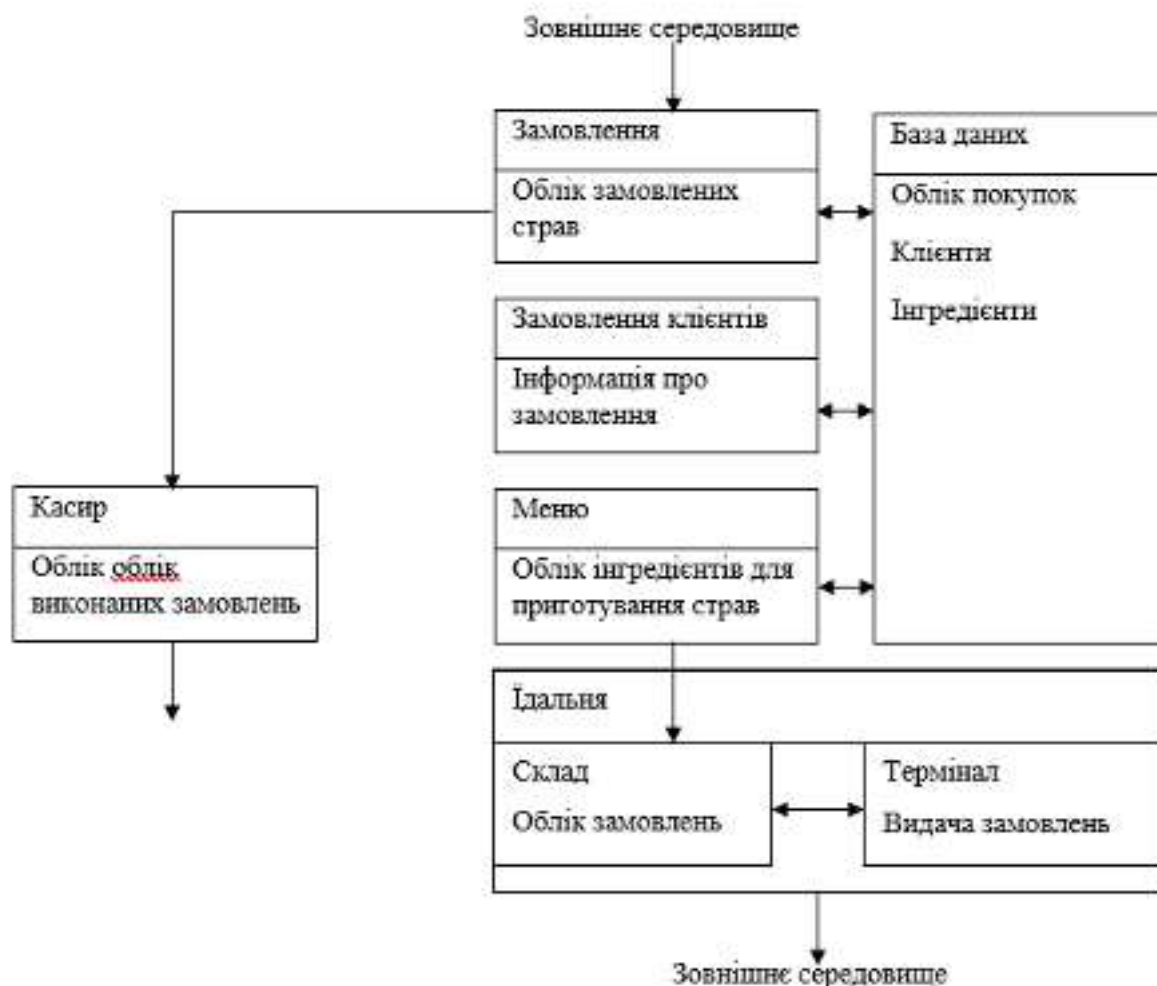 Зовнішнє середовище
Замовлення
Облік замовлених
страв
База даних
Облік покупок
Клієнти
Інгредієнти
Замовлення клієнтів
Інформація про
замовлення
Касир
Облік облік
виконаних замовлень
Меню
Облік інгредієнтів для
приготування страв
Їдальня
Склад
Облік замовлень
Термінал
Видача замовлень
Зовнішнє середовище